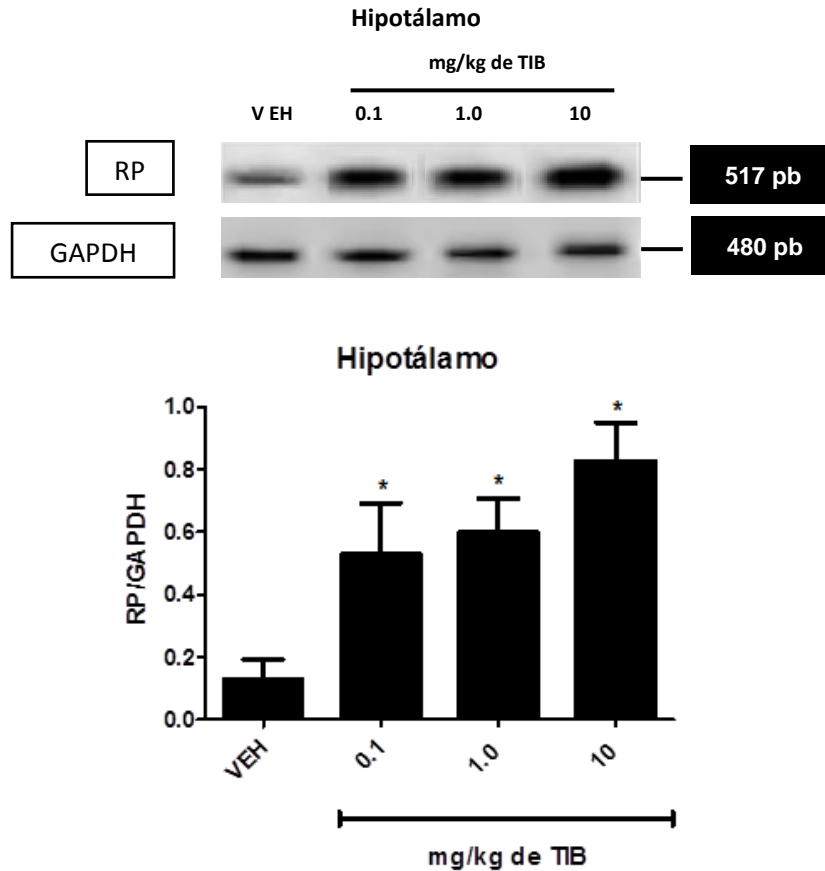 Hipotálamo
mg/kg de TIB
V EH 0.1 1.0 10
RP
517 pb
GAPDH
480 pb
Hipotálamo
RP/GAPDH
1.0
0.8
0.6
0.4
0.2
0.0
*
*
*
VEH 0.1 1.0 10
mg/kg de TIB